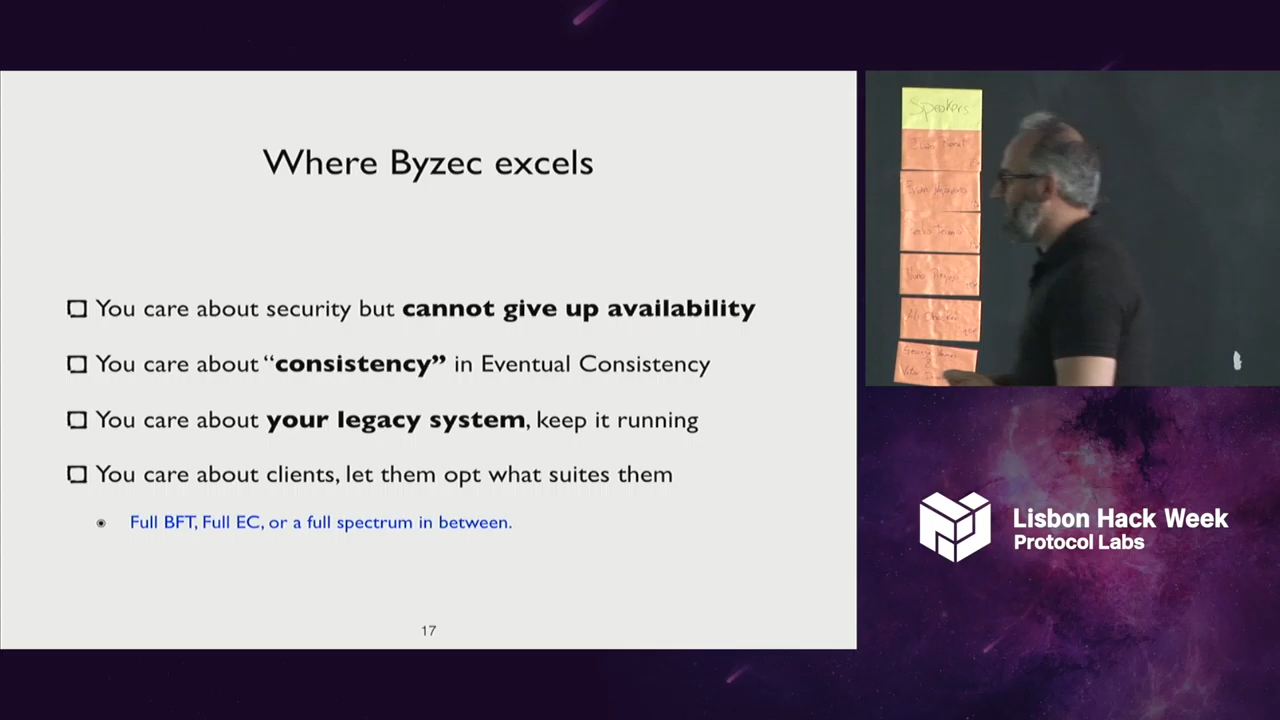 Where Byzec excels
You care about security but cannot give up availability
You care about “consistency” in Eventual Consistency
You care about your legacy system, keep it running
You care about clients, let them opt what suites them
Full BFT, Full EC, or a full spectrum in between.
17
Speakers
Lisbon Hack Week
Protocol Labs